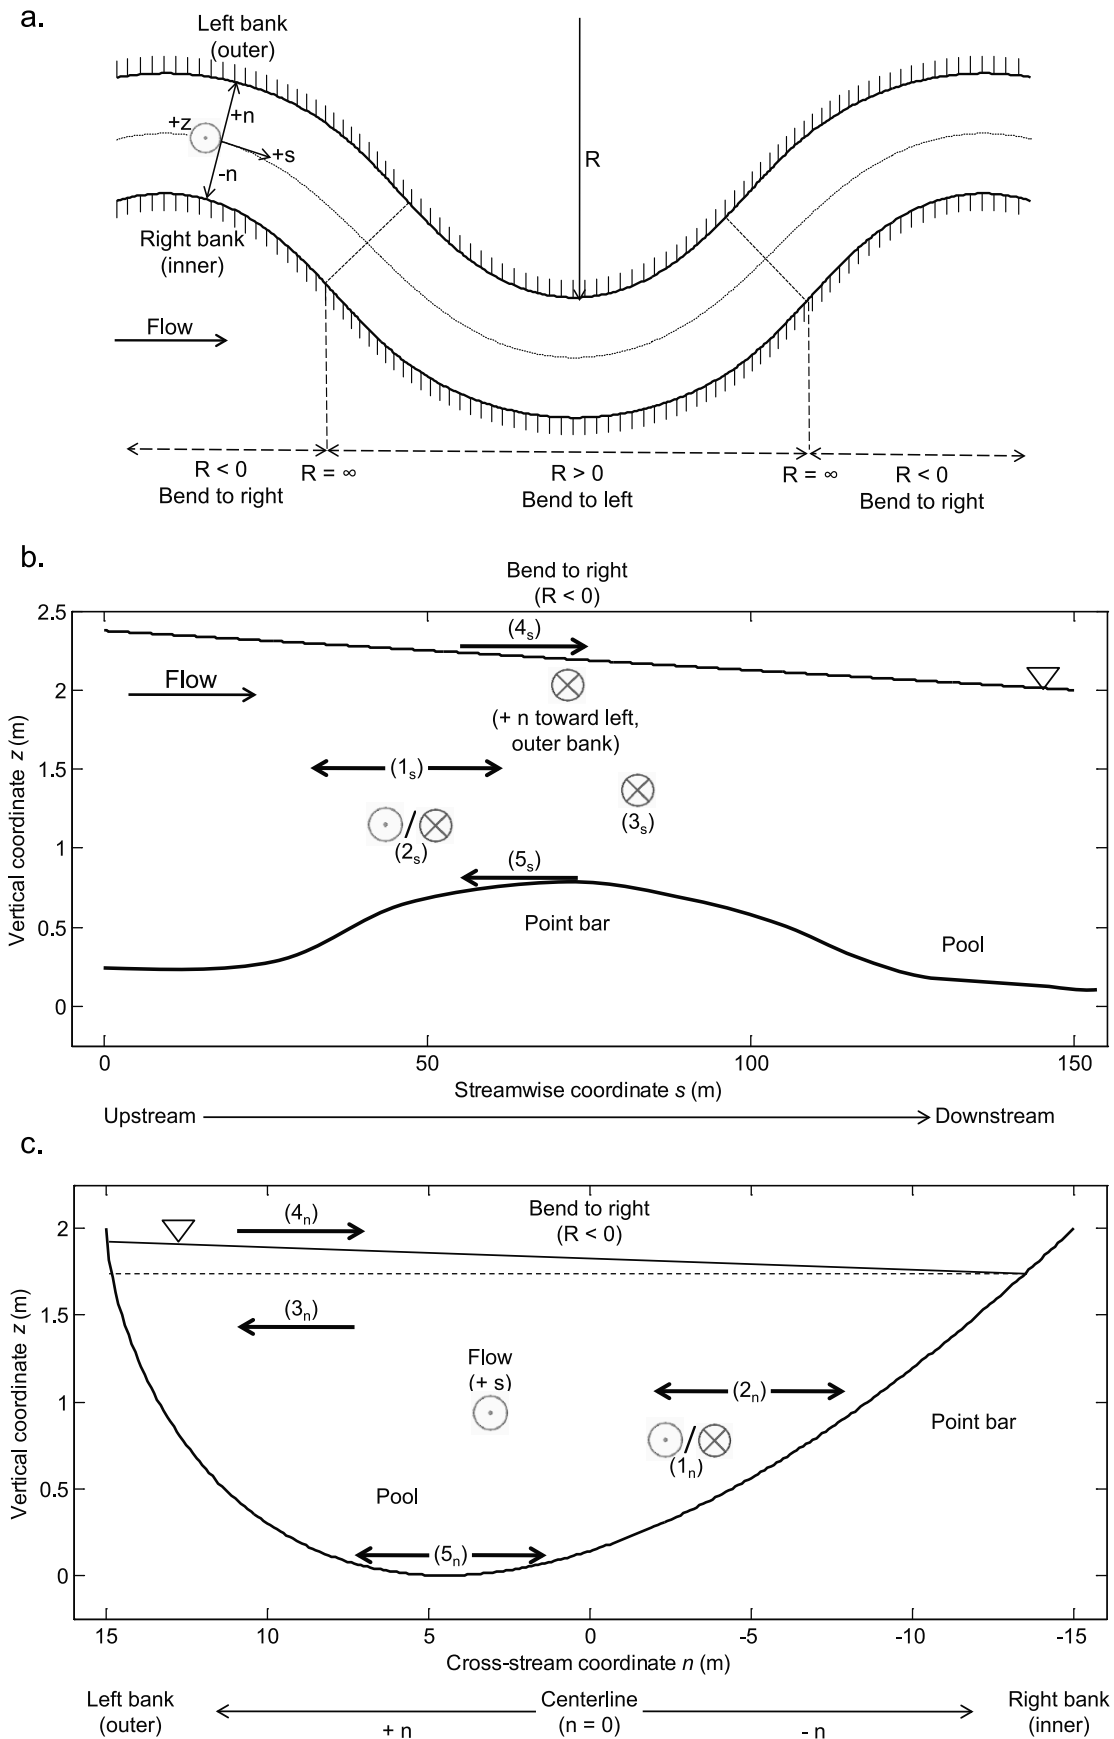 a.
Left bank
(outer)
+n
+z
+s
-n
R
Right bank
(inner)
Flow
R < 0
R = ∞
R > 0
R = ∞
R < 0
Bend to right
Bend to left
Bend to right
b.
Bend to right
(R < 0)
2.5
(4s)
Flow
2
(+ n toward left,
outer bank)
1.5
(1s)
(3s)
(2s)
1
(5s)
Point bar
0.5
Pool
0
Vertical coordinate z (m)
0
50
100
150
Streamwise coordinate s (m)
Upstream
Downstream
c.
(4n)
Bend to right
(R < 0)
2
1.5
(3n)
Flow
(+ s)
(2n)
1
Point bar
(1n)
0.5
Pool
(5n)
0
Vertical coordinate z (m)
15
10
5
0
-5
-10
-15
Cross-stream coordinate n (m)
Left bank
(outer)
+ n
Centerline
(n = 0)
- n
Right bank
(inner)